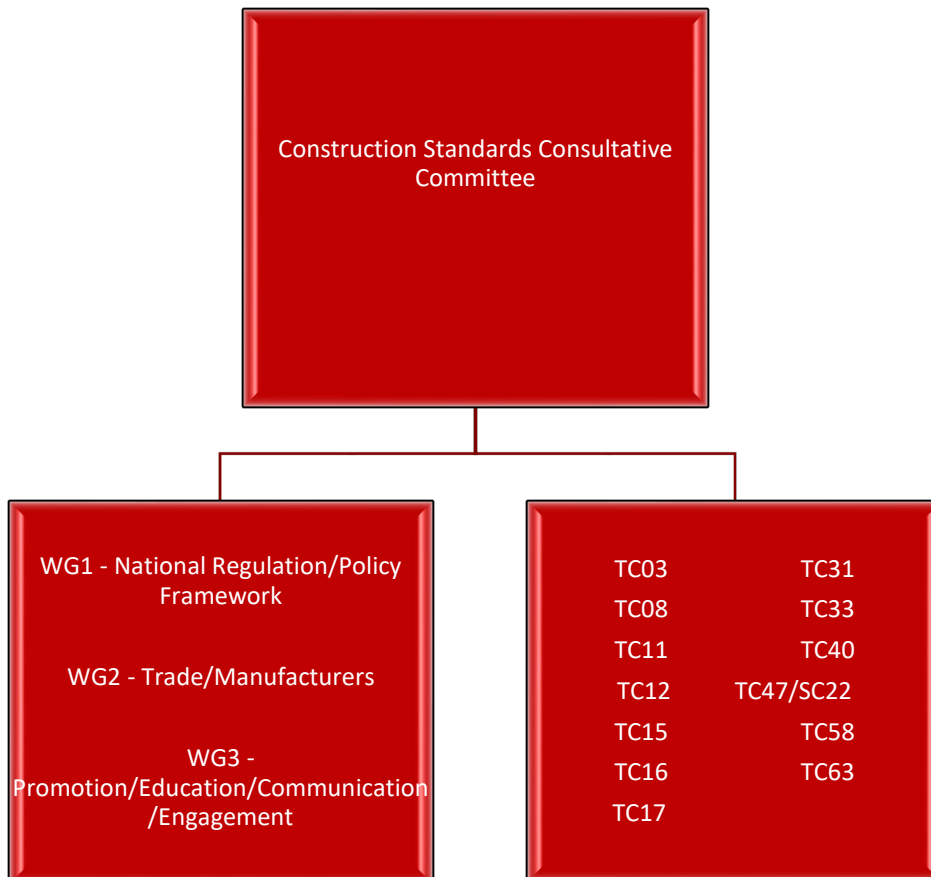 Construction Standards Consultative
Committee
WG1 - National Regulation/Policy
Framework
WG2 - Trade/Manufacturers
WG3 -
Promotion/Education/Communication
/Engagement
TC03 TC31
TC08 TC33
TC11 TC40
TC12 TC47/SC22
TC15 TC58
TC16 TC63
TC17